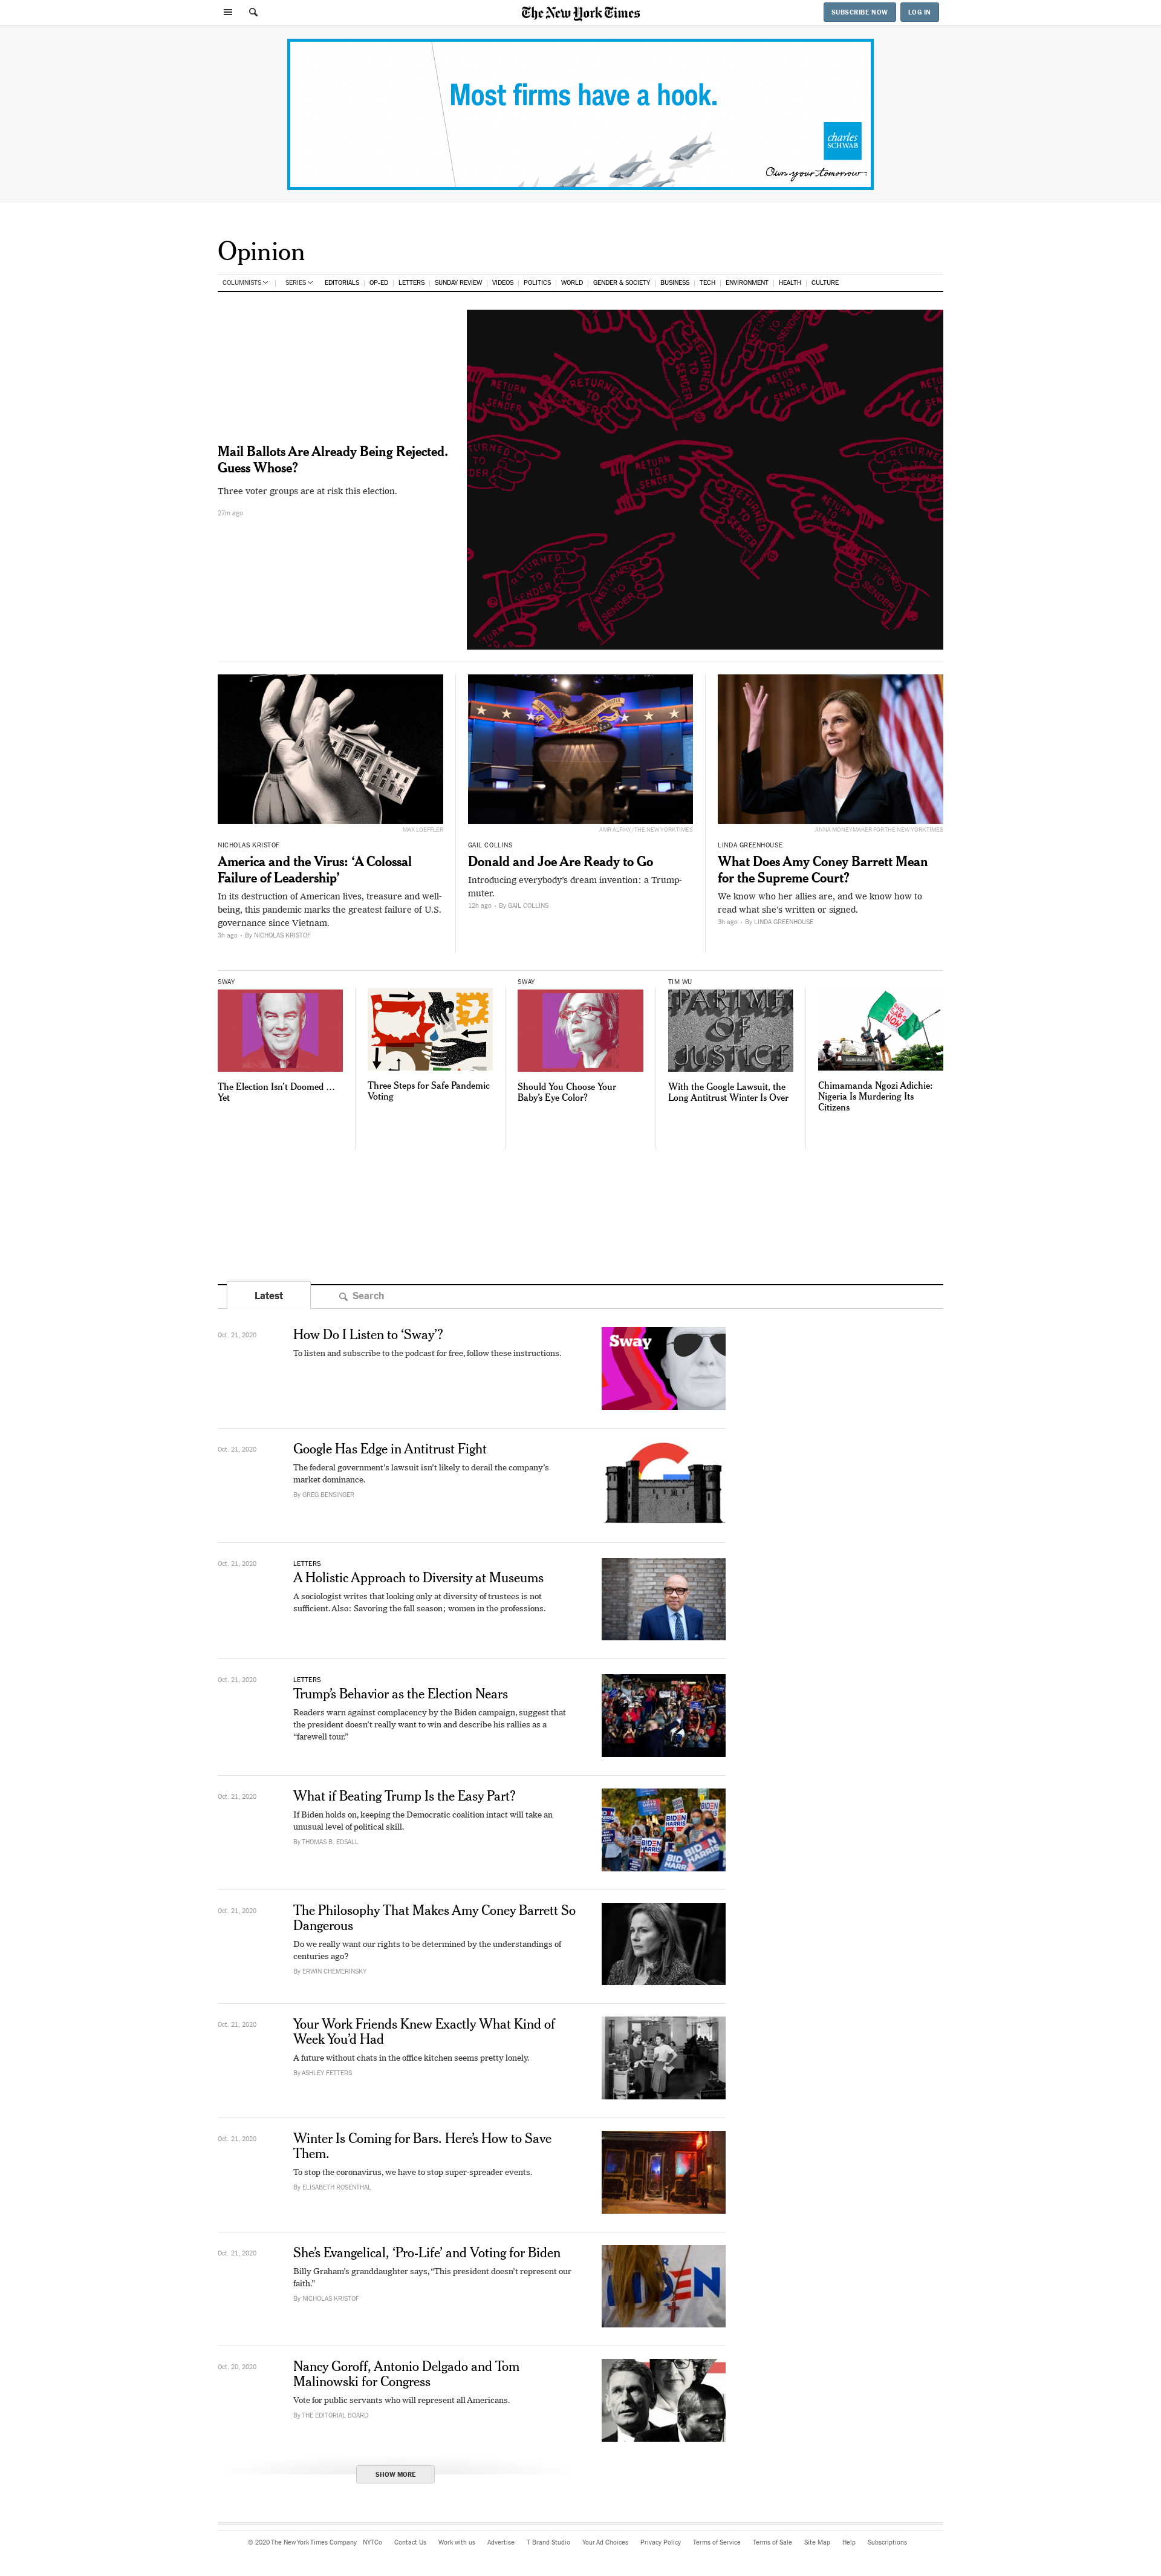 The New York Times
SUBSCRIBE NOW
LOG IN
Most firms have a hook.
charles
SCHWAB
Own your tomorrow
Opinion
COLUMNISTS
SERIES
EDITORIALS
OP-ED
LETTERS
SUNDAY REVIEW
VIDEOS
POLITICS
WORLD
GENDER & SOCIETY
BUSINESS
TECH
ENVIRONMENT
HEALTH
CULTURE
Mail Ballots Are Already Being Rejected.
Guess Whose?
Three voter groups are at risk this election.
27m ago
RETURN TO SENDER
RETURNED TO SENDER
MAX LOEFFLER
NICHOLAS KRISTOF
America and the Virus: ‘A Colossal
Failure of Leadership’
In its destruction of American lives, treasure and well-
being, this pandemic marks the greatest failure of U.S.
governance since Vietnam.
3h ago • By NICHOLAS KRISTOF
AMR ALFIKY/THE NEW YORK TIMES
GAIL COLLINS
Donald and Joe Are Ready to Go
Introducing everybody’s dream invention: a Trump-
muter.
12h ago • By GAIL COLLINS
ANNA MONEYMAKER FOR THE NEW YORK TIMES
LINDA GREENHOUSE
What Does Amy Coney Barrett Mean
for the Supreme Court?
We know who her allies are, and we know how to
read what she’s written or signed.
3h ago • By LINDA GREENHOUSE
SWAY
The Election Isn’t Doomed …
Yet
Three Steps for Safe Pandemic
Voting
SWAY
Should You Choose Your
Baby’s Eye Color?
TIM WU
OF
JUSTICE
With the Google Lawsuit, the
Long Antitrust Winter Is Over
Chimamanda Ngozi Adichie:
Nigeria Is Murdering Its
Citizens
Latest
Search
Oct. 21, 2020
How Do I Listen to ‘Sway’?
To listen and subscribe to the podcast for free, follow these instructions.
Sway
Oct. 21, 2020
Google Has Edge in Antitrust Fight
The federal government’s lawsuit isn’t likely to derail the company’s
market dominance.
By GREG BENSINGER
Oct. 21, 2020
LETTERS
A Holistic Approach to Diversity at Museums
A sociologist writes that looking only at diversity of trustees is not
sufficient. Also: Savoring the fall season; women in the professions.
Oct. 21, 2020
LETTERS
Trump’s Behavior as the Election Nears
Readers warn against complacency by the Biden campaign, suggest that
the president doesn’t really want to win and describe his rallies as a
“farewell tour.”
Oct. 21, 2020
What if Beating Trump Is the Easy Part?
If Biden holds on, keeping the Democratic coalition intact will take an
unusual level of political skill.
By THOMAS B. EDSALL
BIDEN
BIDEN
HARRIS
Oct. 21, 2020
The Philosophy That Makes Amy Coney Barrett So
Dangerous
Do we really want our rights to be determined by the understandings of
centuries ago?
By ERWIN CHEMERINSKY
Oct. 21, 2020
Your Work Friends Knew Exactly What Kind of
Week You’d Had
A future without chats in the office kitchen seems pretty lonely.
By ASHLEY FETTERS
Oct. 21, 2020
Winter Is Coming for Bars. Here’s How to Save
Them.
To stop the coronavirus, we have to stop super-spreader events.
By ELISABETH ROSENTHAL
Oct. 21, 2020
She’s Evangelical, ‘Pro-Life’ and Voting for Biden
Billy Graham’s granddaughter says, “This president doesn’t represent our
faith.”
By NICHOLAS KRISTOF
Oct. 20, 2020
Nancy Goroff, Antonio Delgado and Tom
Malinowski for Congress
Vote for public servants who will represent all Americans.
By THE EDITORIAL BOARD
SHOW MORE
© 2020 The New York Times Company
NYTCo
Contact Us
Work with us
Advertise
T Brand Studio
Your Ad Choices
Privacy Policy
Terms of Service
Terms of Sale
Site Map
Help
Subscriptions